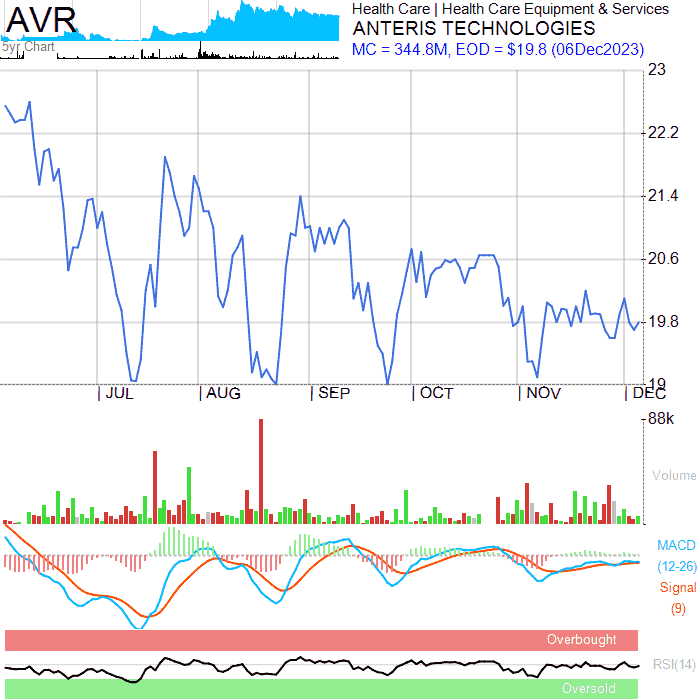 AVR
5yr Chart
Health Care | Health Care Equipment & Services
ANTERIS TECHNOLOGIES
MC = 344.8M, EOD = $19.8 (06Dec2023)
23
22.2
21.4
20.6
19.8
19
JUL AUG SEP OCT NOV DEC
88k
Volume
MACD
(12-26)
Signal
(9)
Overbought
RSI(14)
Oversold